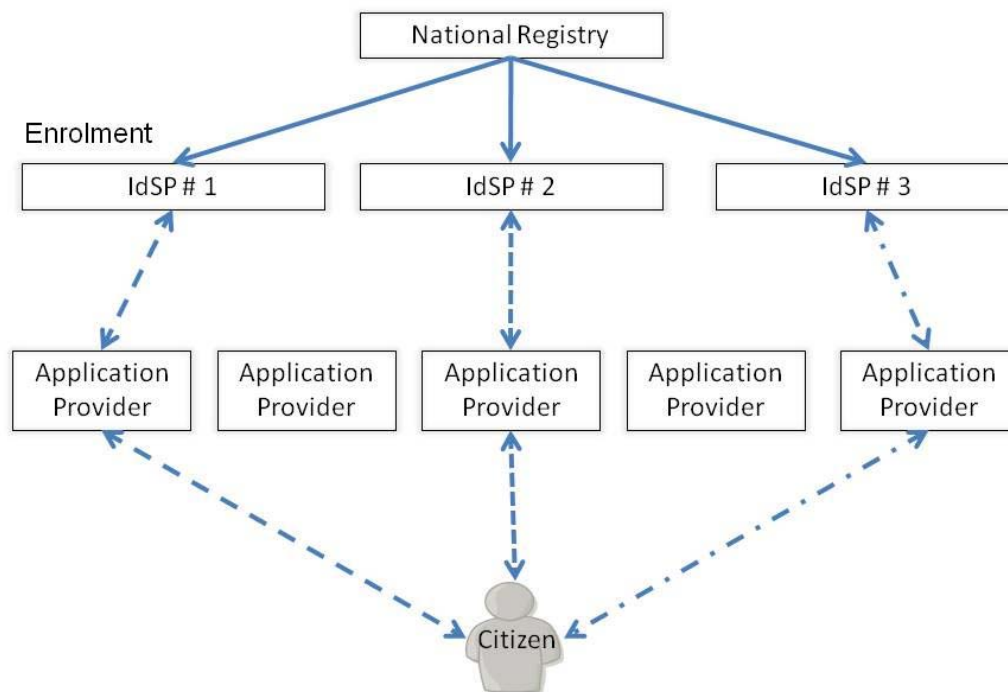 National Registry
Enrolment
IdSP # 1
IdSP # 2
IdSP # 3
Application
Provider
Application
Provider
Application
Provider
Application
Provider
Application
Provider
Citizen